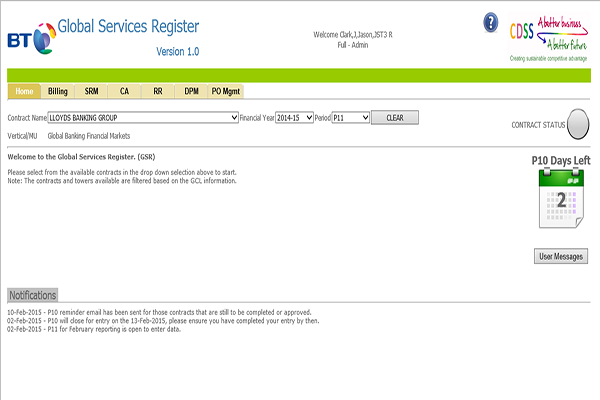 BT
Global Services Register
Version 1.0
Welcome Clark,J,Jason,JST3 R
Full - Admin
?
CDSS A better business
A better future
Creating sustainable competitive advantage
Home Billing SRM CA RR DPM PO Mgmt
Contract Name LLOYDS BANKING GROUP Financial Year 2014-15 Period P11 CLEAR
CONTRACT STATUS
Vertical/MU Global Banking Financial Markets
Welcome to the Global Services Register. (GSR)
P10 Days Left
Please select from the available contracts in the drop down selection above to start.
Note: The contracts and towers available are filtered based on the GCL information.
2
User Messages
Notifications
10-Feb-2015 - P10 reminder email has been sent for those contracts that are still to be completed or approved.
02-Feb-2015 - P10 will close for entry on the 13-Feb-2015, please ensure you have completed your entry by then.
02-Feb-2015 - P11 for February reporting is open to enter data.